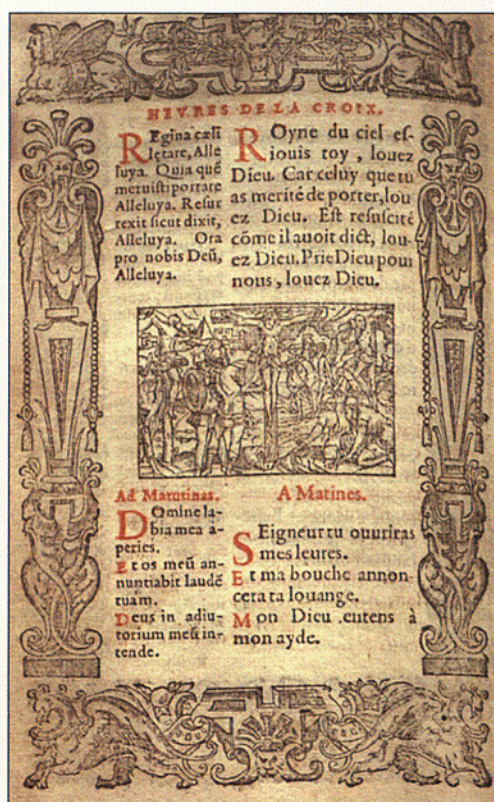 HEVRES DE LA CROIX.
REgina cæli
lętare, Alle
luya. Quia quē
meruisti portare
Alleluya. Resur
rexit sicut dixit,
Alleluya. Ora
pro nobis Deū,
Alleluya.
ROyne du ciel es-
iouis toy, louez
Dieu. Car celuy que tu
as merité de porter, lou
ez Dieu. Est resuscité
cōme il auoit dict, lou-
ez Dieu, Prie Dieu pour
nous, louez Dieu.
Ad Matutinas.
DOmine la-
bia mea a-
peries.
Et os meū an-
nuntiabit laudē
tuam.
Deus in adiu-
torium meū in-
tende.
A Matines.
SEigneur tu ouuriras
mes leures.
Et ma bouche annon-
cera ta louange.
Mon Dieu .entens à
mon ayde.